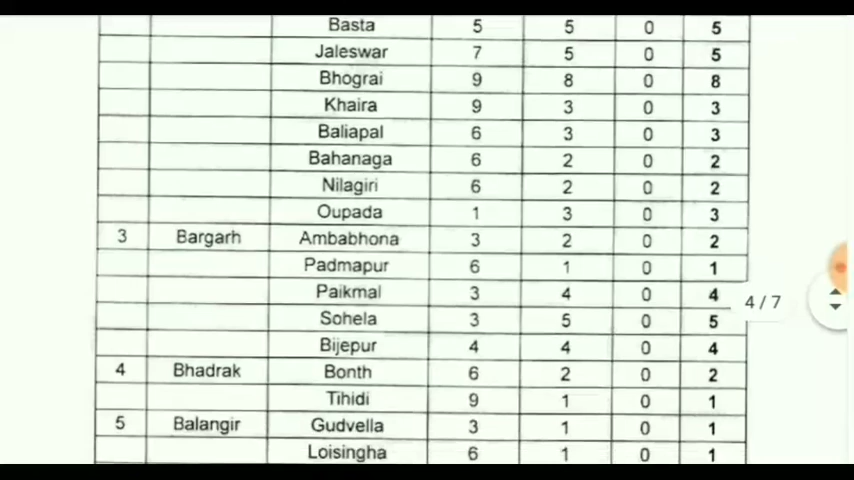 Basta 5 5 0 5
Jaleswar 7 5 0 5
Bhograi 9 8 0 8
Khaira 9 3 0 3
Baliapal 6 3 0 3
Bahanaga 6 2 0 2
Nilagiri 6 2 0 2
Oupada 1 3 0 3
3 Bargarh Ambabhona 3 2 0 2
Padmapur 6 1 0 1
Paikmal 3 4 0 4
4 / 7
Sohela 3 5 0 5
Bijepur 4 4 0 4
4 Bhadrak Bonth 6 2 0 2
Tihidi 9 1 0 1
5 Balangir Gudvella 3 1 0 1
Loisingha 6 1 0 1